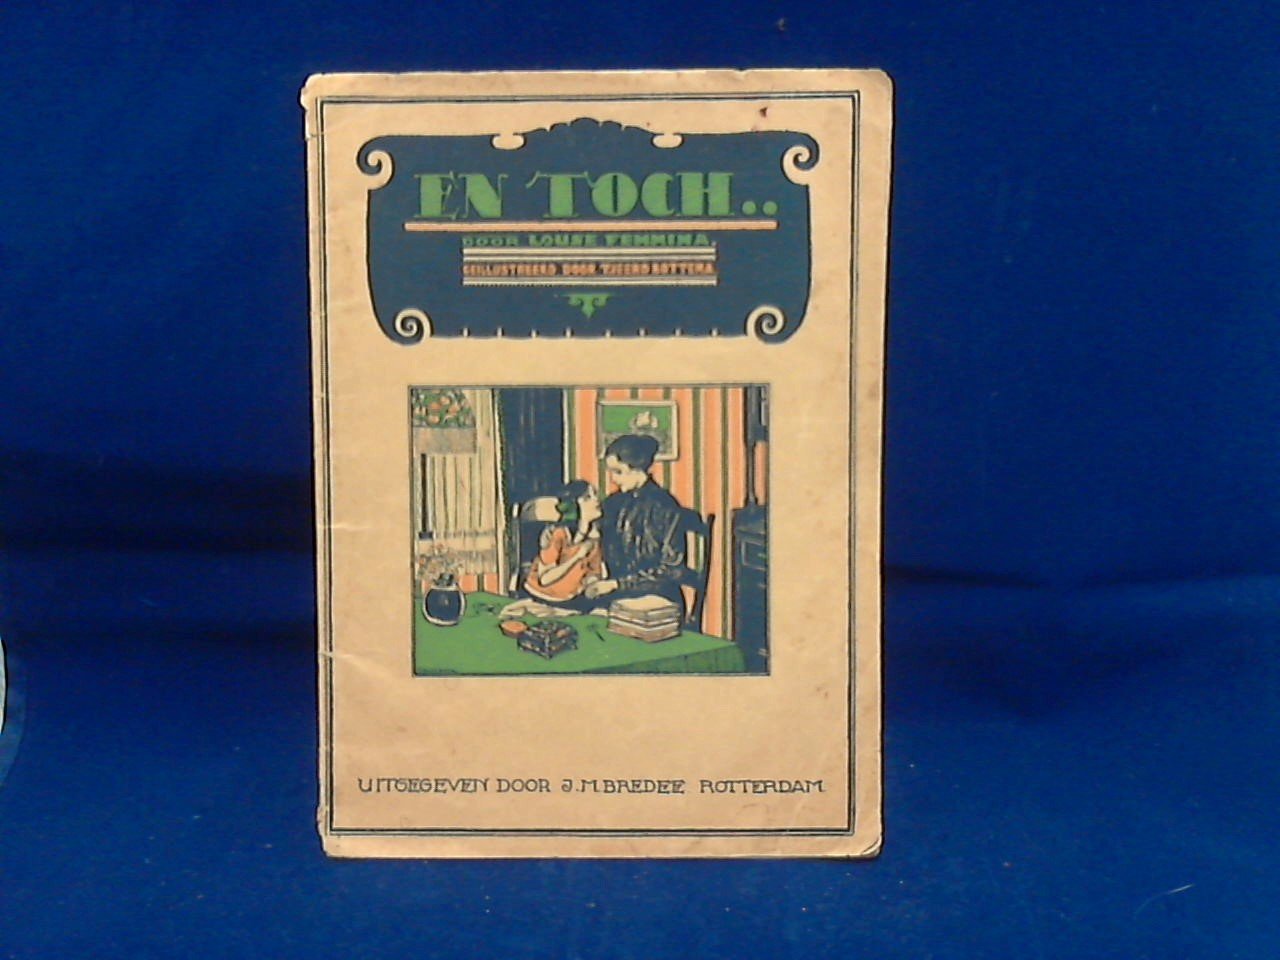 EN TOCH..
DOOR LOUISE FEMMINA.
GEILLUSTREERD DOOR TJEERD BOTTEMA
UITGEGEVEN DOOR J.M. BREDEE ROTTERDAM